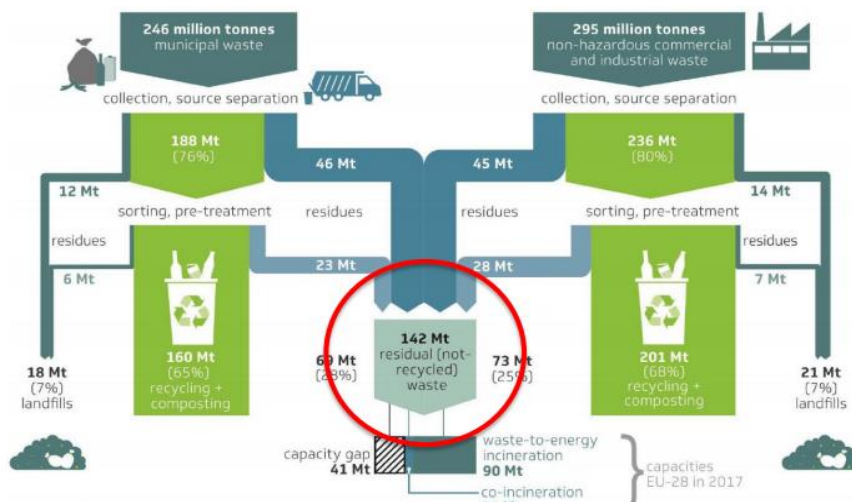 246 million tonnes
municipal waste
295 million tonnes
non-hazardous commercial
and industrial waste
collection, source separation
collection, source separation
188 Mt
(76%)
46 Mt
45 Mt
236 Mt
(80%)
12 Mt
14 Mt
sorting, pre-treatment
residues
residues
sorting, pre-treatment
residues
residues
6 Mt
23 Mt
28 Mt
7 Mt
142 Mt
residual (not-
recycled)
waste
69 Mt
(28%)
73 Mt
(25%)
18 Mt
(7%)
landfills
160 Mt
(65%)
recycling +
composting
201 Mt
(68%)
recycling +
composting
21 Mt
(7%)
landfills
capacity gap
41 Mt
waste-to-energy
incineration
90 Mt
co-incineration
capacities
EU-28 in 2017